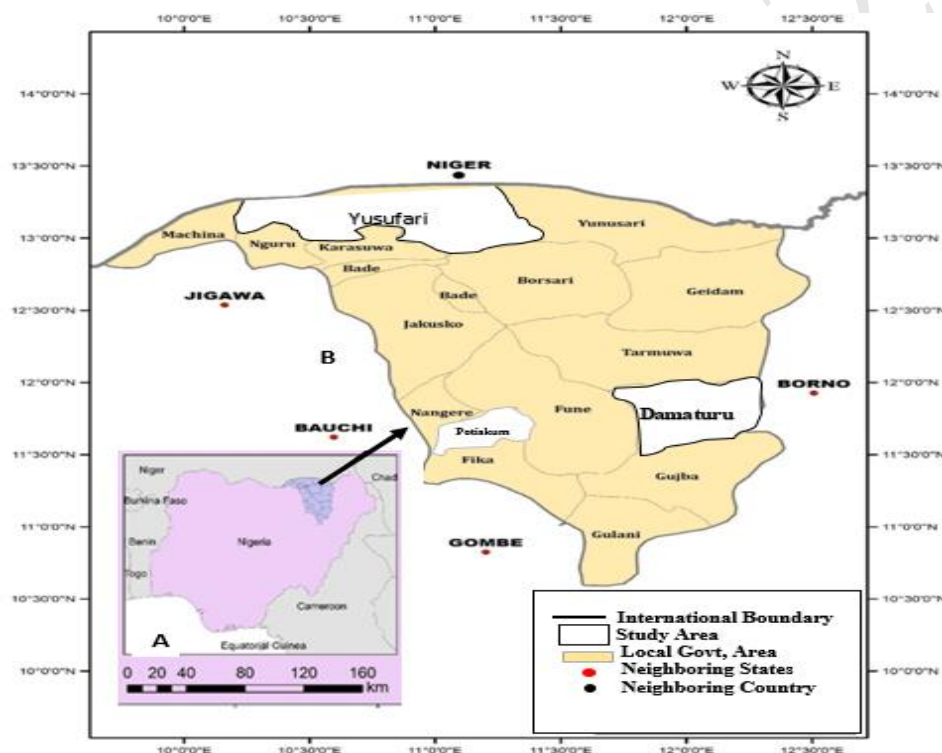 10°0'0"E 10°30'0"E 11°0'0"E 11°30'0"E 12°0'0"E 12°30'0"E
N
W E
S
14°0'0"N 14°0'0"N
13°30'0"N 13°30'0"N
NIGER
Yusufari
Yunusari
Machina
13°0'0"N 13°0'0"N
Nguru
Karasuwa
Bade
Borsari
Geidam
JIGAWA
Bade
12°30'0"N 12°30'0"N
Jakusko
B
Tarmuwa
12°0'0"N 12°0'0"N
BORNO
Nangere
Fune
Damaturu
BAUCHI
Potiskum
11°30'0"N 11°30'0"N
Fika
Gujba
Niger
Chad
Burkina Faso
11°0'0"N 11°0'0"N
Gulani
Benin
Nigeria
GOMBE
Togo
10°30'0"N 10°30'0"N
Cameroon
A
Equatorial Guinea
International Boundary
Study Area
Local Govt, Area
Neighboring States
Neighboring Country
10°0'0"N 10°0'0"N
0 20 40 80 120 160
km
10°0'0"E 10°30'0"E 11°0'0"E 11°30'0"E 12°0'0"E 12°30'0"E